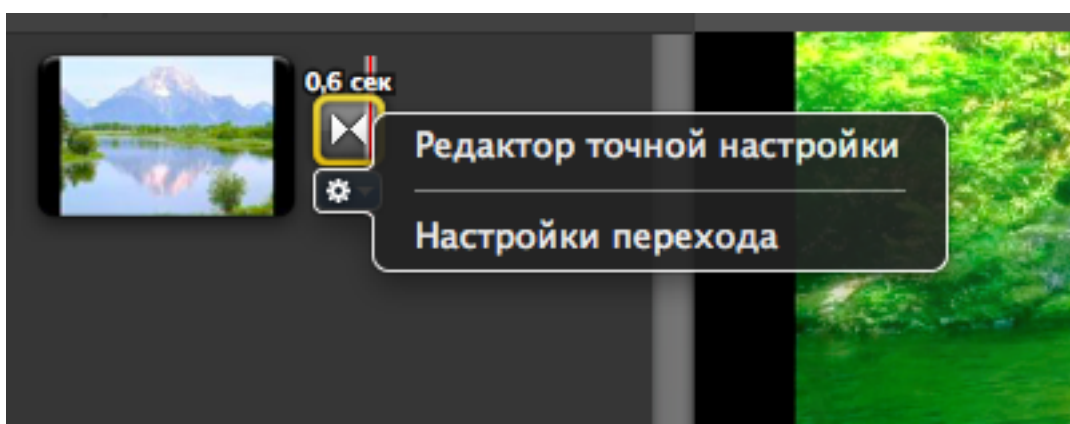 0,6 сек
Редактор точной настройки
Настройки перехода